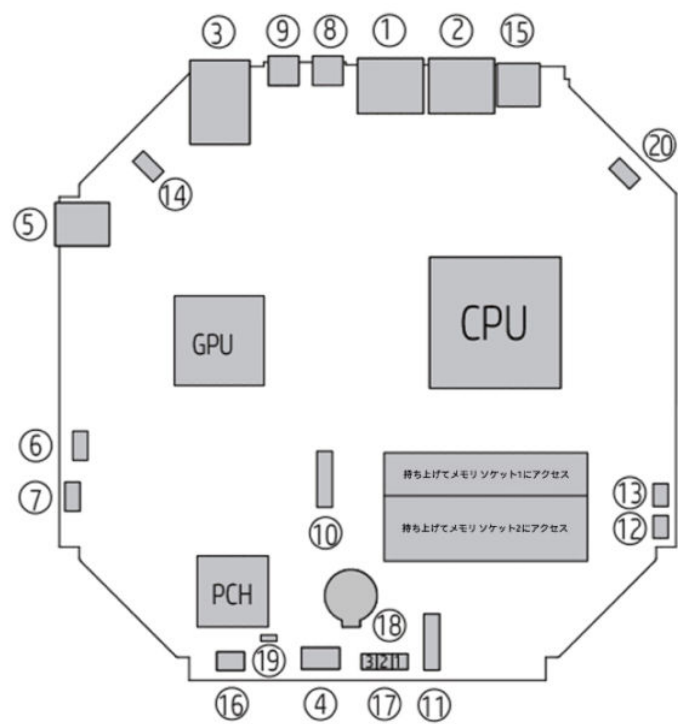 ③ ⑨ ⑧ ① ② ⑮
⑳
⑭
⑤
CPU
GPU
⑥
持ち上げてメモリ ソケット1にアクセス
⑦
⑬
持ち上げてメモリ ソケット2にアクセス
⑫
⑩
PCH
⑱
⑲
3 2 1
⑯ ④ ⑰ ⑪